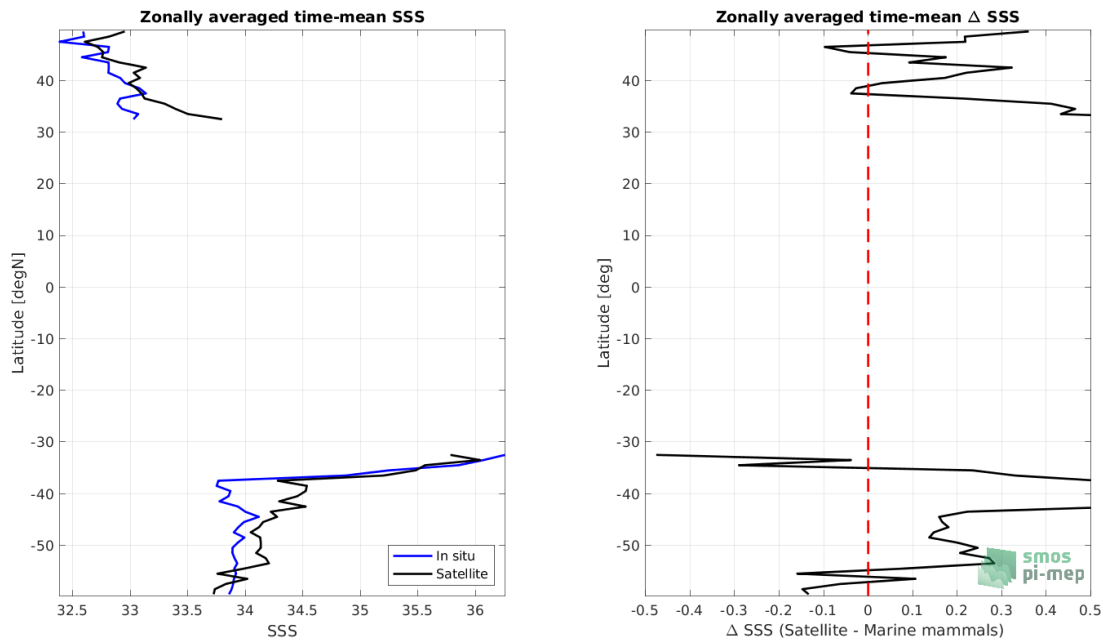 Zonally averaged time-mean SSS
Latitude [degN]
40
30
20
10
0
-10
-20
-30
-40
-50
32.5 33 33.5 34 34.5 35 35.5 36
SSS
In situ
Satellite
Zonally averaged time-mean Δ SSS
Latitude [deg]
40
30
20
10
0
-10
-20
-30
-40
-50
-0.5 -0.4 -0.3 -0.2 -0.1 0 0.1 0.2 0.3 0.4 0.5
Δ SSS (Satellite - Marine mammals)
smos
pi-mep